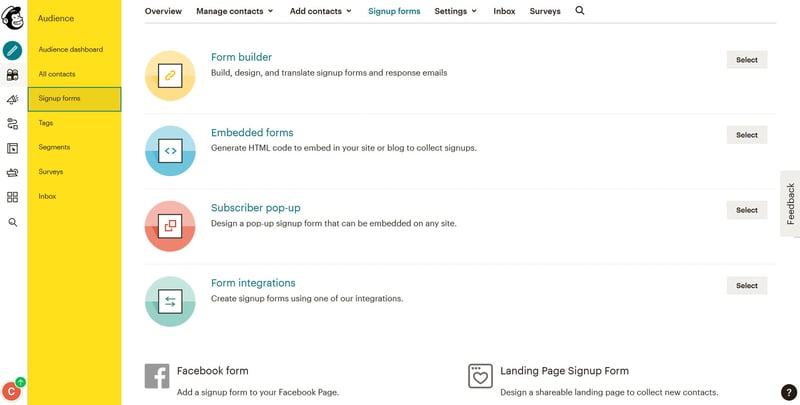 Audience
Audience dashboard
All contacts
Signup forms
Tags
Segments
Surveys
Inbox
C
Overview
Manage contacts
Add contacts
Signup forms
Settings
Inbox
Surveys
Form builder
Build, design, and translate signup forms and response emails
Select
Embedded forms
Generate HTML code to embed in your site or blog to collect signups.
Select
Subscriber pop-up
Design a pop-up signup form that can be embedded on any site.
Select
Form integrations
Create signup forms using one of our integrations.
Select
Facebook form
Add a signup form to your Facebook Page.
Landing Page Signup Form
Design a shareable landing page to collect new contacts.
Feedback
?